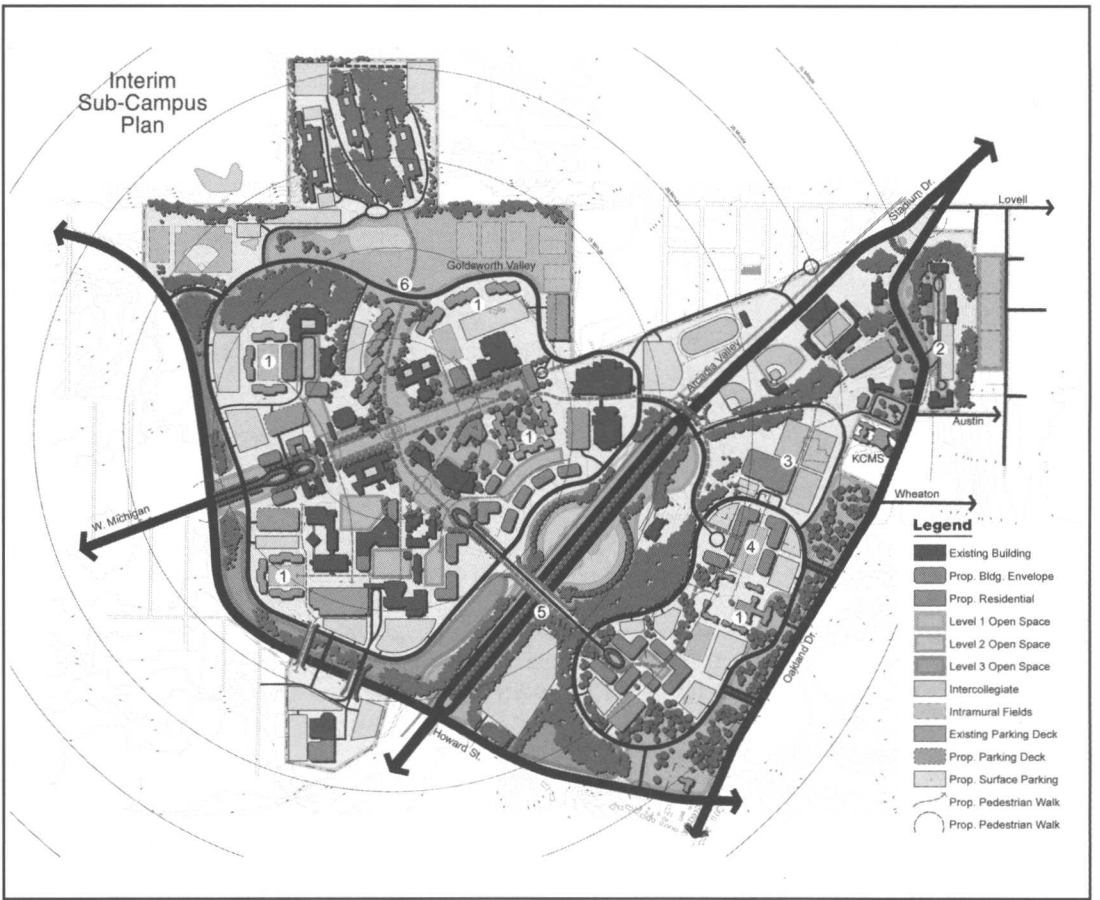 Interim
Sub-Campus
Plan
Stadium Dr.
Lovell
Goldsworth Valley
6
1
1
Arcadia Valley
2
1
Austin
3
KCMS
W. Michigan
Wheaton
4
1
1
5
Oakland Dr.
Howard St.
Legend
Existing Building
Prop. Bldg. Envelope
Prop. Residential
Level 1 Open Space
Level 2 Open Space
Level 3 Open Space
Intercollegiate
Intramural Fields
Existing Parking Deck
Prop. Parking Deck
Prop. Surface Parking
Prop. Pedestrian Walk
Prop. Pedestrian Walk